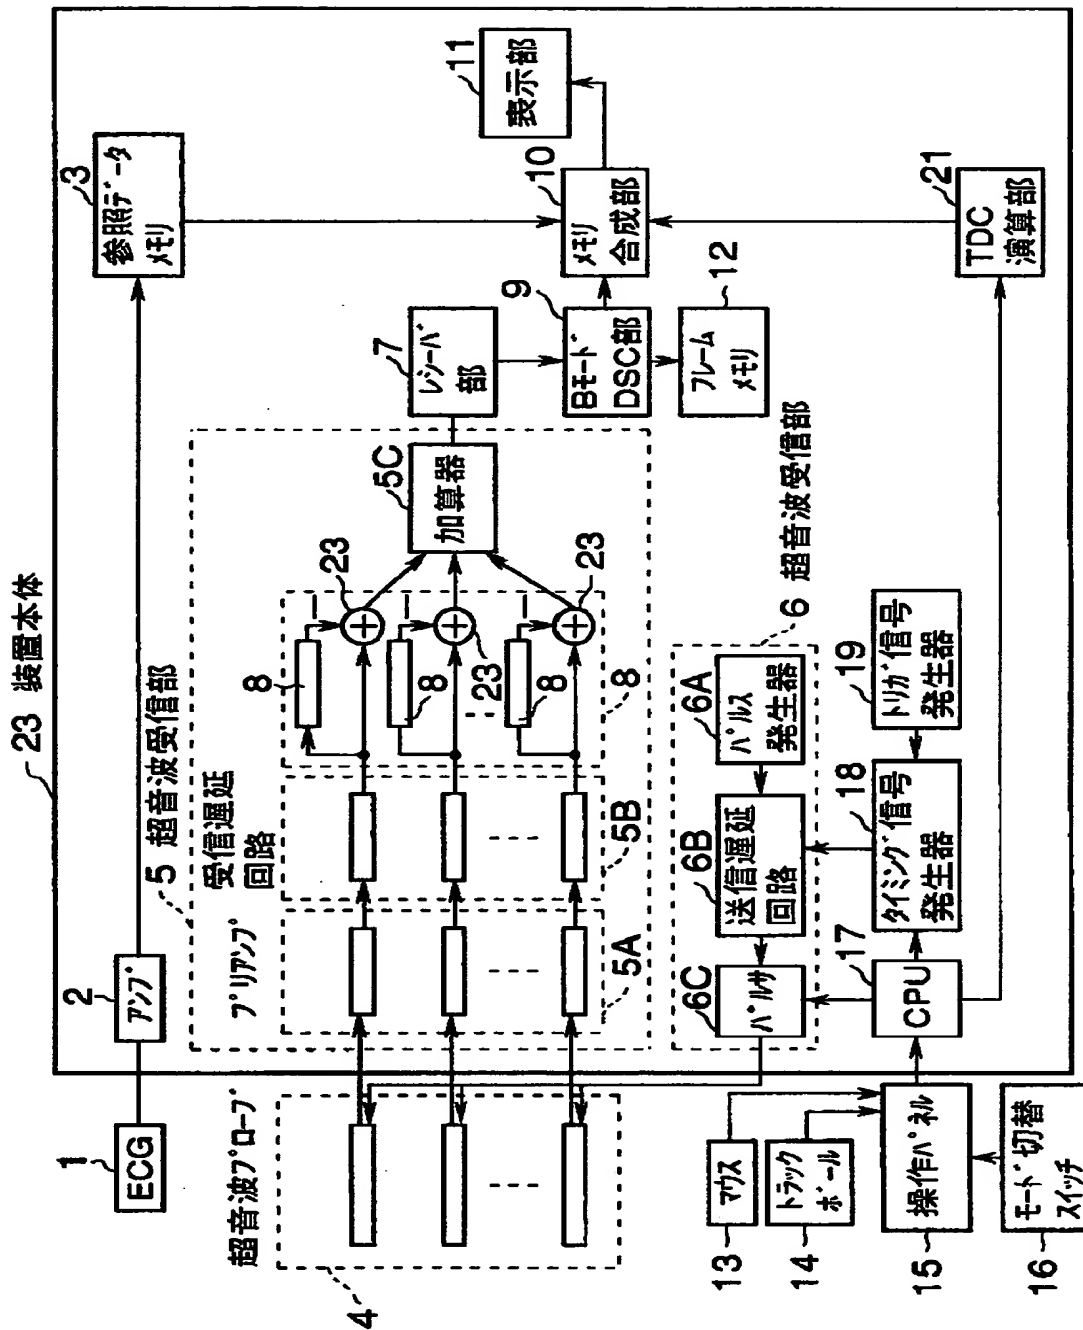 23 装置本体
1
ECG
2
アンプ
3
参照データ
メモリ
5 超音波受信部
受信遅延
回路
プリアンプ
超音波プローブ
4
5A
5B
8
8
8
8
23
23
23
5C
加算器
7
レシーバ
部
9
Bモード
DSC部
10
メモリ
合成部
11
表示部
12
フレーム
メモリ
6 超音波受信部
6A
パルス
発生器
6B
送信遅延
回路
6C
パルサ
13
マウス
14
トラック
ボール
15
操作パネル
16
モード切替
スイッチ
17
CPU
18
タイミング信号
発生器
19
トリガ信号
発生器
21
TDC
演算部